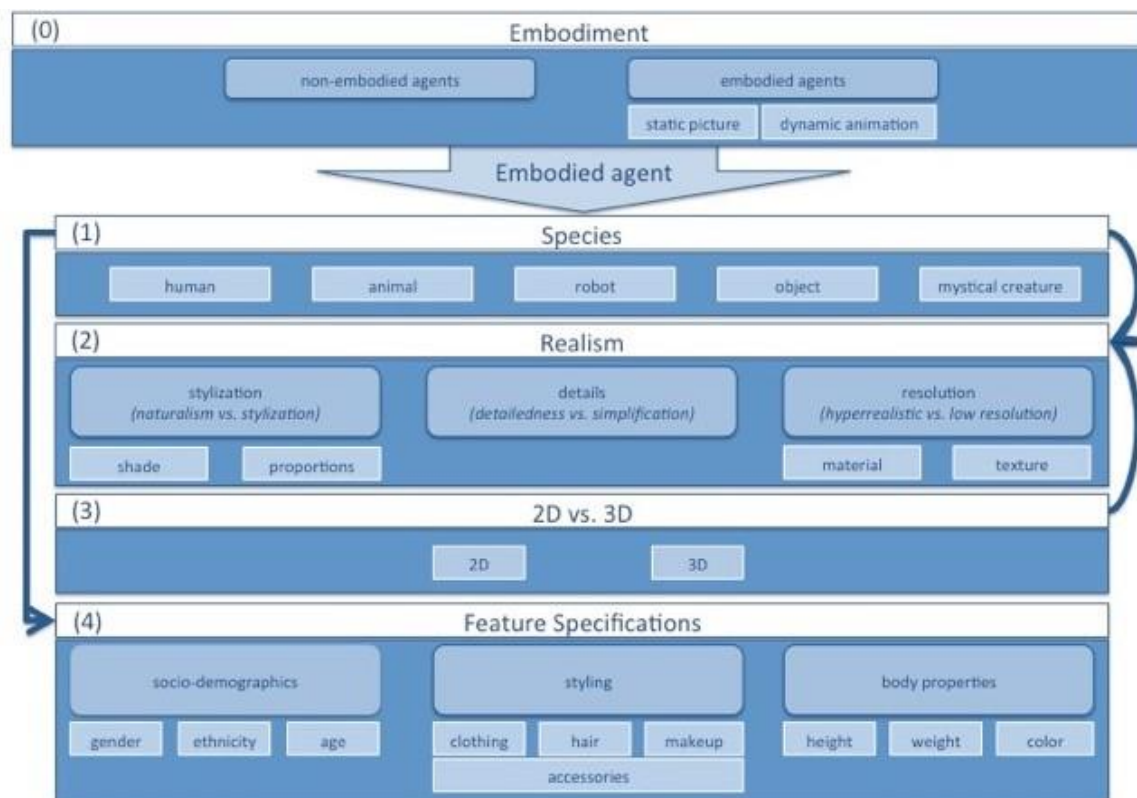 (0) Embodiment
non-embodied agents embodied agents
static picture dynamic animation
Embodied agent
(1) Species
human animal robot object mystical creature
(2) Realism
stylization details resolution
(naturalism vs. stylization) (detailedness vs. simplification) (hyperrealistic vs. low resolution)
shade proportions material texture
(3) 2D vs. 3D
2D 3D
(4) Feature Specifications
socio-demographics styling body properties
gender ethnicity age clothing hair makeup height weight color
accessories